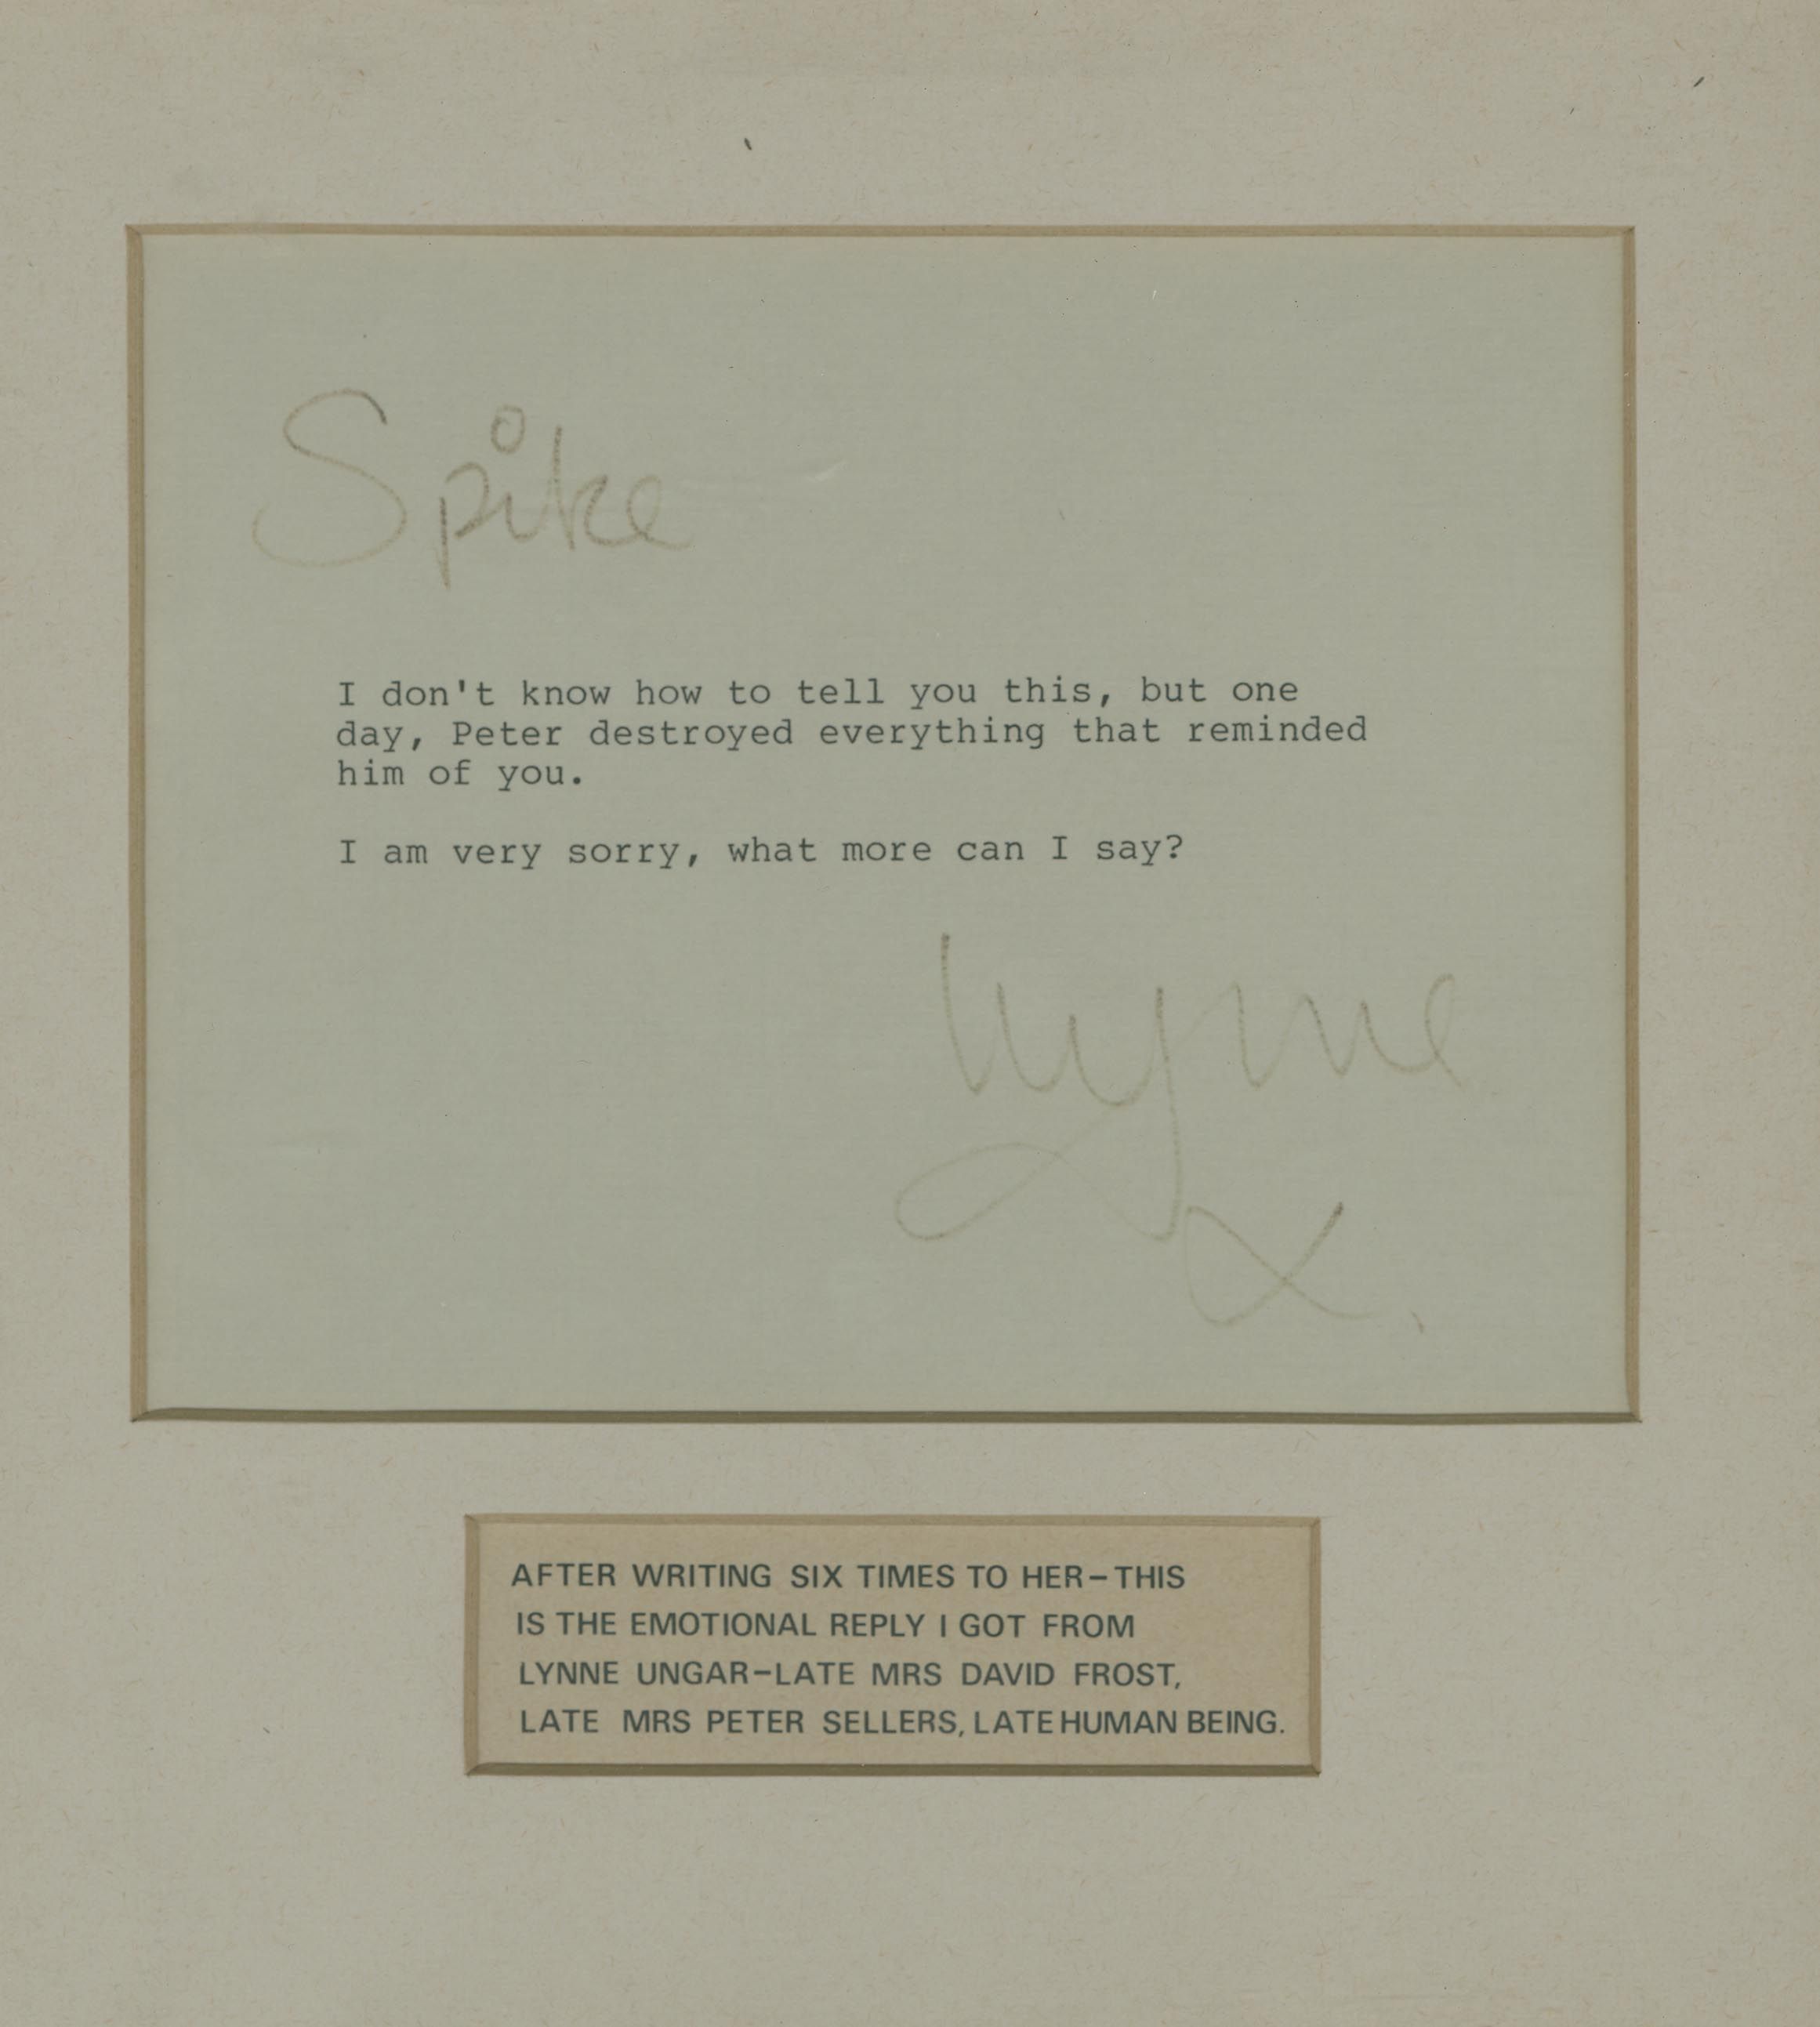 Spike
I don't know how to tell you this, but one
day, Peter destroyed everything that reminded
him of you.
I am very sorry, what more can I say?
Lynne
x.
AFTER WRITING SIX TIMES TO HER–THIS
IS THE EMOTIONAL REPLY I GOT FROM
LYNNE UNGAR–LATE MRS DAVID FROST,
LATE MRS PETER SELLERS, LATE HUMAN BEING.